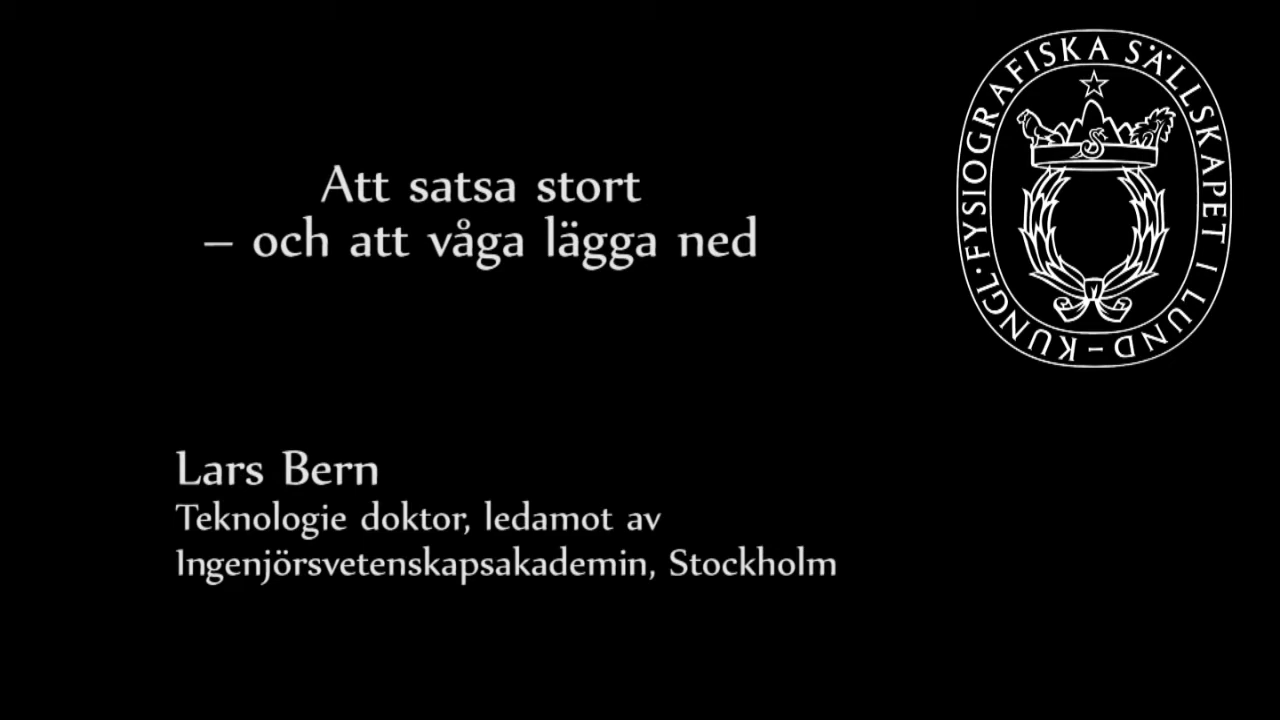 Att satsa stort
– och att våga lägga ned
KUNGL·FYSIOGRAFISKA SÄLLSKAPET I LUND–
Lars Bern
Teknologie doktor, ledamot av
Ingenjörsvetenskapsakademin, Stockholm